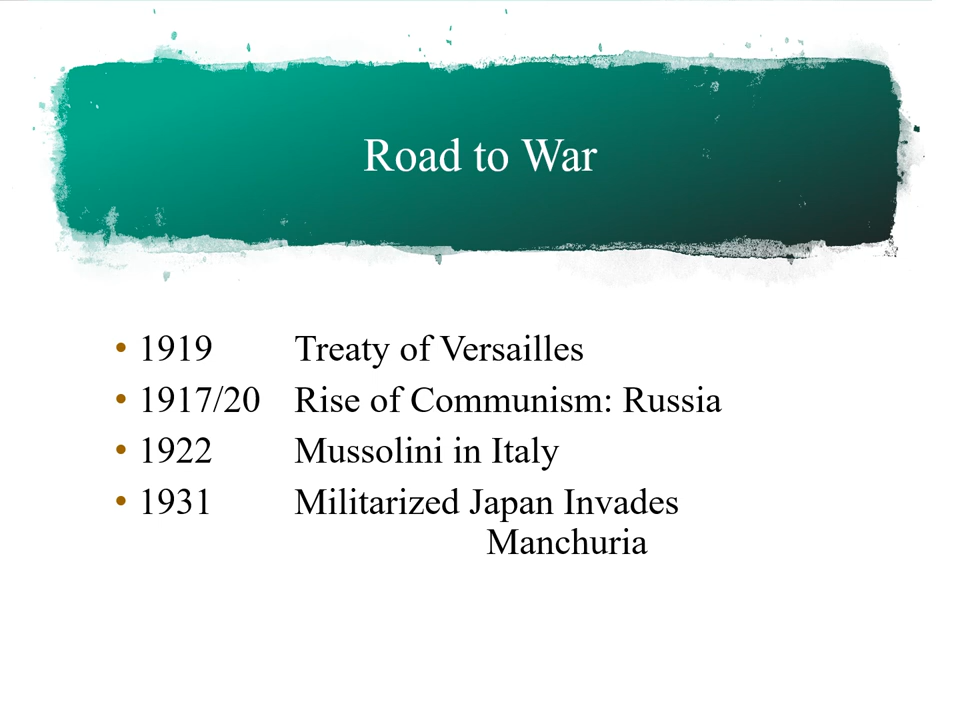 Road to War
• 1919 Treaty of Versailles
• 1917/20 Rise of Communism: Russia
• 1922 Mussolini in Italy
• 1931 Militarized Japan Invades
Manchuria